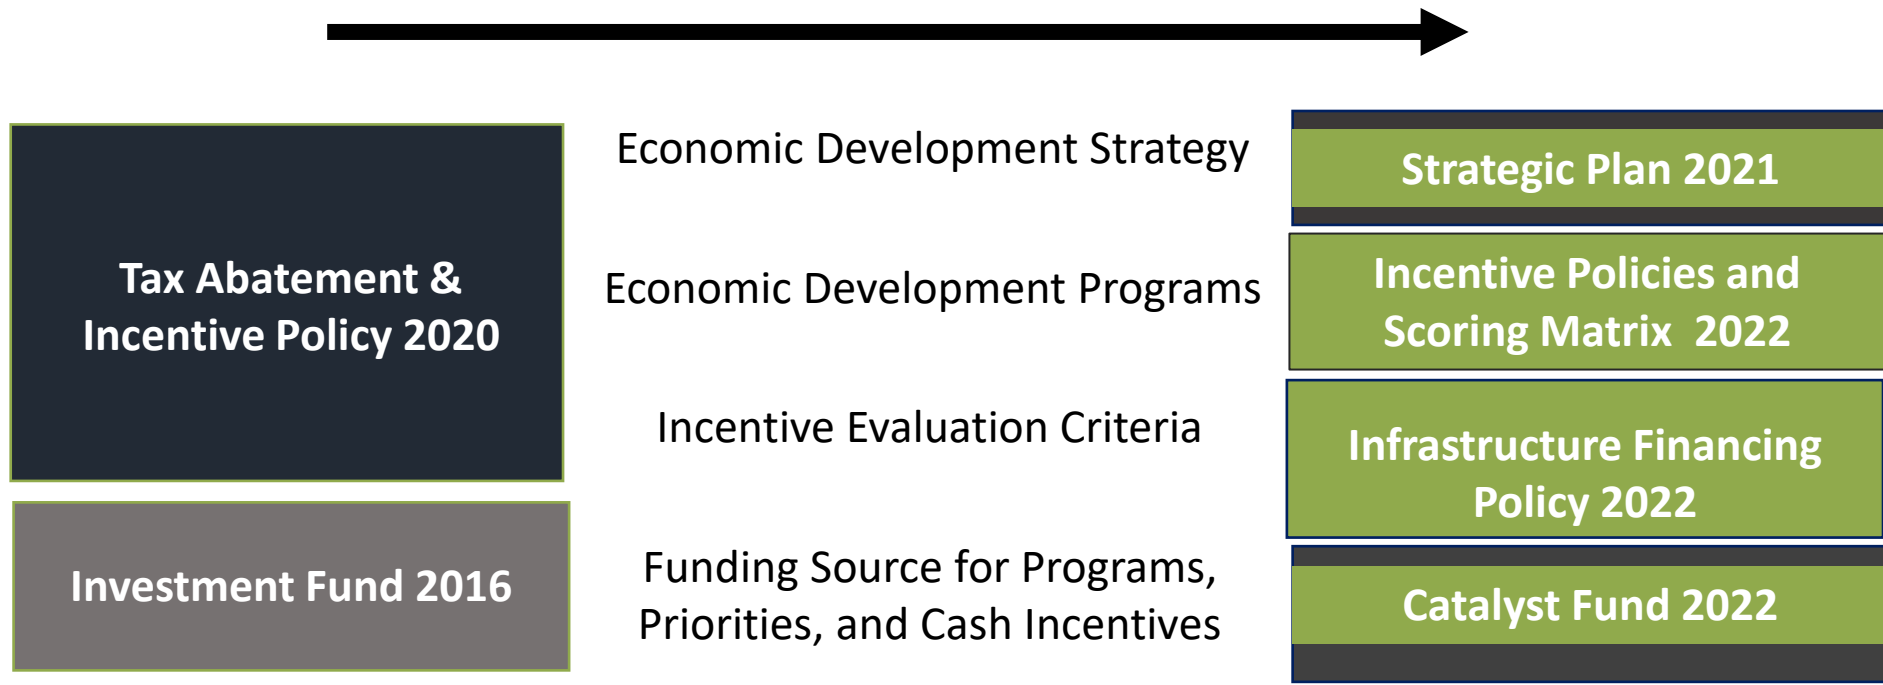 Tax Abatement &
Incentive Policy 2020
Investment Fund 2016
Economic Development Strategy
Economic Development Programs
Incentive Evaluation Criteria
Funding Source for Programs,
Priorities, and Cash Incentives
Strategic Plan 2021
Incentive Policies and
Scoring Matrix  2022
Infrastructure Financing
Policy 2022
Catalyst Fund 2022